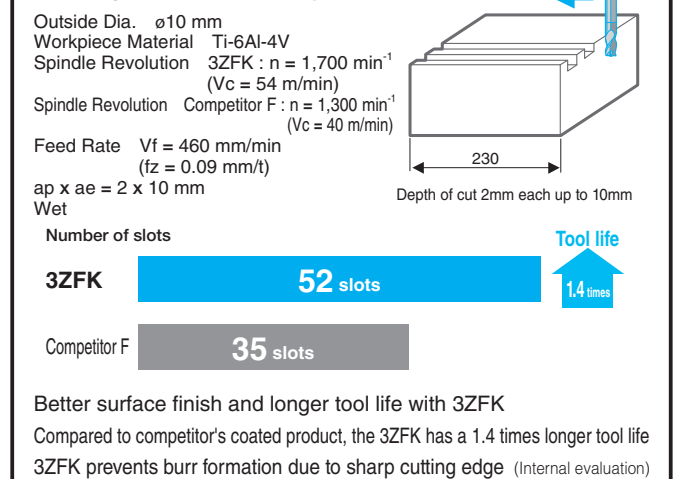 Outside Dia. ø10 mm
Workpiece Material Ti-6Al-4V
Spindle Revolution 3ZFK : n = 1,700 min⁻¹
(Vc = 54 m/min)
Spindle Revolution Competitor F : n = 1,300 min⁻¹
(Vc = 40 m/min)
Feed Rate Vf = 460 mm/min
(fz = 0.09 mm/t)
ap x ae = 2 x 10 mm
Wet
230
Depth of cut 2mm each up to 10mm
Number of slots
Tool life
3ZFK 52 slots
1.4 times
Competitor F 35 slots
Better surface finish and longer tool life with 3ZFK
Compared to competitor's coated product, the 3ZFK has a 1.4 times longer tool life
3ZFK prevents burr formation due to sharp cutting edge (Internal evaluation)